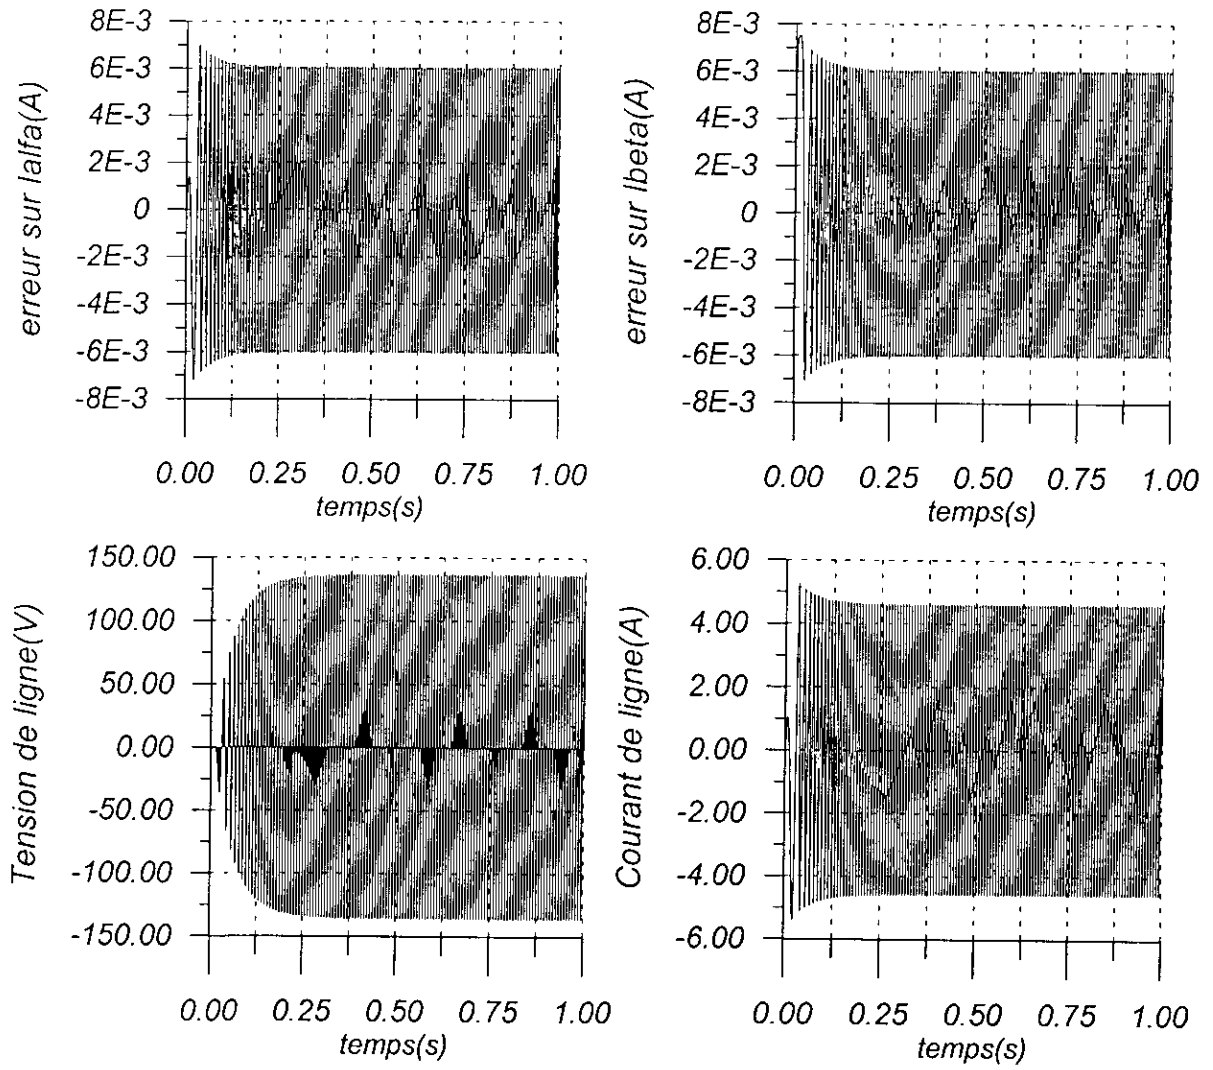 8E-3
6E-3
4E-3
2E-3
0
-2E-3
-4E-3
-6E-3
-8E-3
erreur sur Ialfa(A)
0.00 0.25 0.50 0.75 1.00
temps(s)
8E-3
6E-3
4E-3
2E-3
0
-2E-3
-4E-3
-6E-3
-8E-3
erreur sur Ibeta(A)
0.00 0.25 0.50 0.75 1.00
temps(s)
150.00
100.00
50.00
0.00
-50.00
-100.00
-150.00
Tension de ligne(V)
0.00 0.25 0.50 0.75 1.00
temps(s)
6.00
4.00
2.00
0.00
-2.00
-4.00
-6.00
Courant de ligne(A)
0.00 0.25 0.50 0.75 1.00
temps(s)